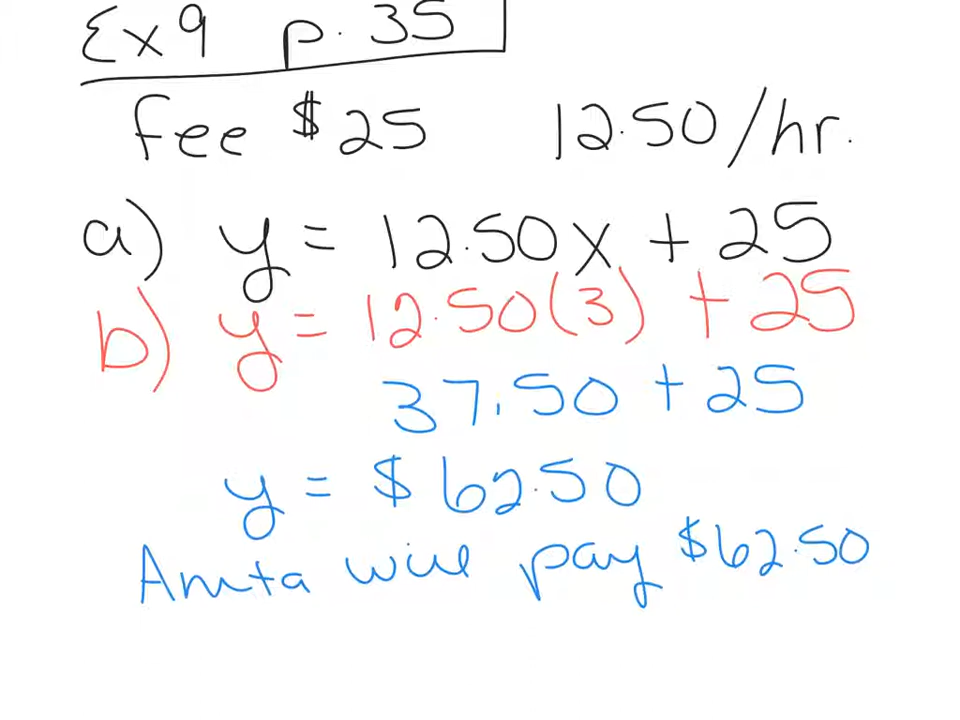 Ex 9 p. 35
fee $25 12.50/hr.
a) y = 12.50x + 25
b) y = 12.50(3) + 25
37.50 + 25
y = $62.50
Anita will pay $62.50